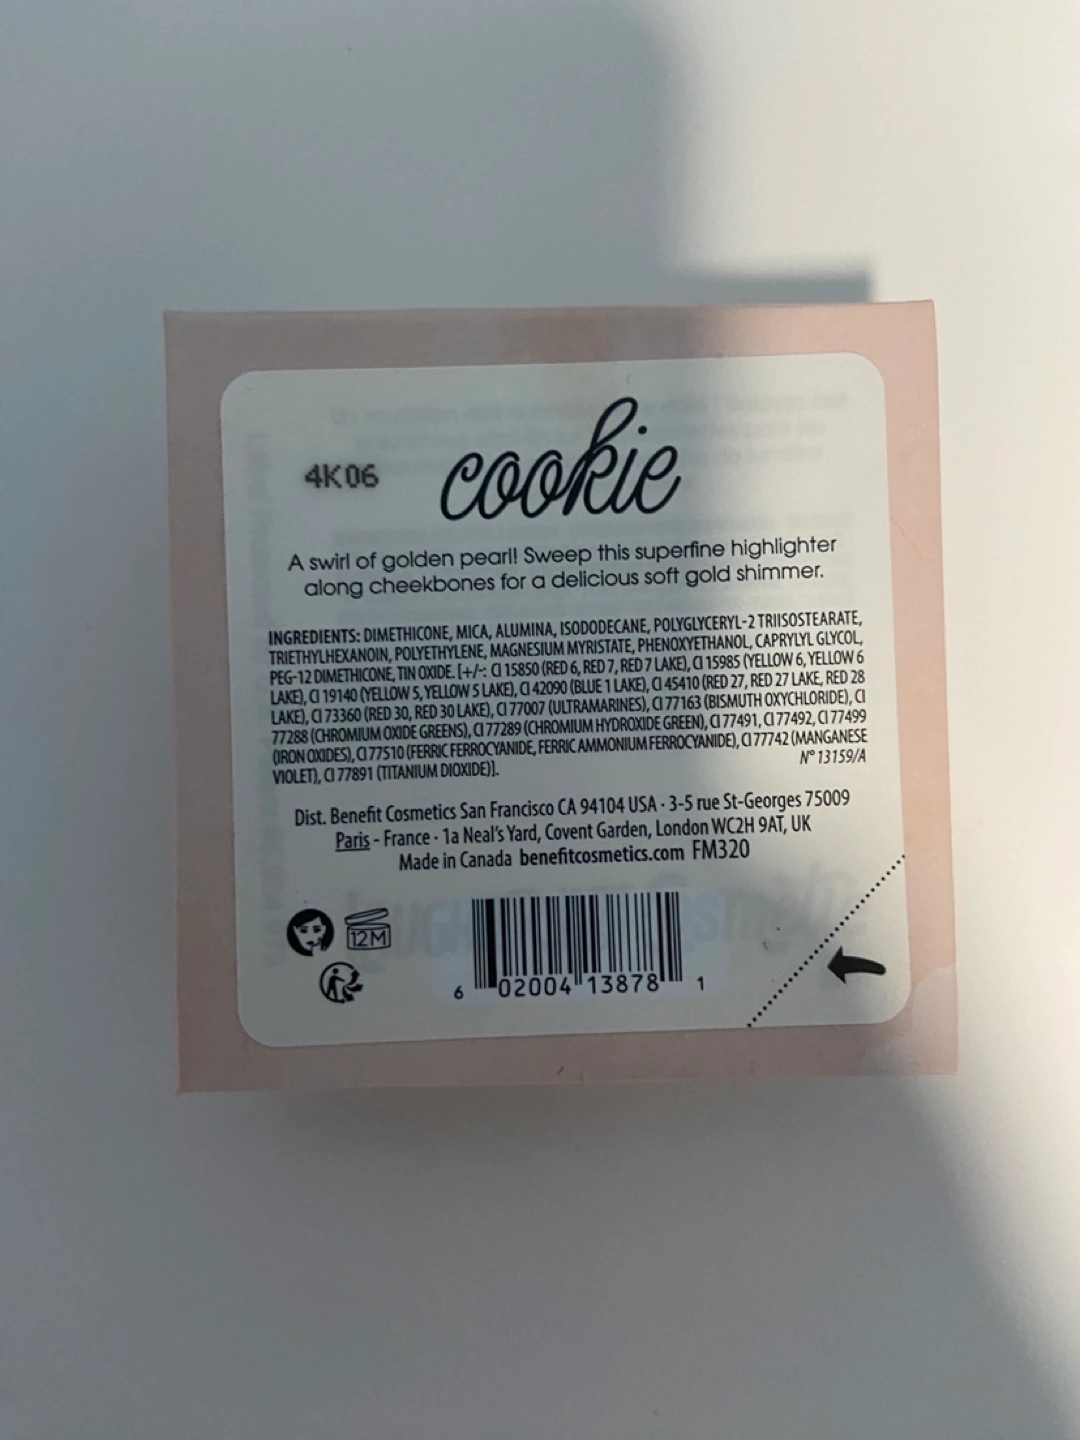 4K06
cookie
A swirl of golden pearl! Sweep this superfine highlighter
along cheekbones for a delicious soft gold shimmer.
INGREDIENTS: DIMETHICONE, MICA, ALUMINA, ISODODECANE, POLYGLYCERYL-2 TRIISOSTEARATE,
TRIETHYLHEXANOIN, POLYETHYLENE, MAGNESIUM MYRISTATE, PHENOXYETHANOL, CAPRYLYL GLYCOL,
PEG-12 DIMETHICONE, TIN OXIDE. [+/-: CI 15850 (RED 6, RED 7, RED 7 LAKE), CI 15985 (YELLOW 6, YELLOW 6
LAKE), CI 19140 (YELLOW 5, YELLOW 5 LAKE), CI 42090 (BLUE 1 LAKE), CI 45410 (RED 27, RED 27 LAKE, RED 28
LAKE), CI 73360 (RED 30, RED 30 LAKE), CI 77007 (ULTRAMARINES), CI 77163 (BISMUTH OXYCHLORIDE), CI
77288 (CHROMIUM OXIDE GREENS), CI 77289 (CHROMIUM HYDROXIDE GREEN), CI 77491, CI 77492, CI 77499
(IRON OXIDES), CI 77510 (FERRIC FERROCYANIDE, FERRIC AMMONIUM FERROCYANIDE), CI 77742 (MANGANESE
VIOLET), CI 77891 (TITANIUM DIOXIDE)].
N° 13159/A
Dist. Benefit Cosmetics San Francisco CA 94104 USA · 3-5 rue St-Georges 75009
Paris - France · 1a Neal's Yard, Covent Garden, London WC2H 9AT, UK
Made in Canada benefitcosmetics.com FM320
12M
6 02004 13878 1